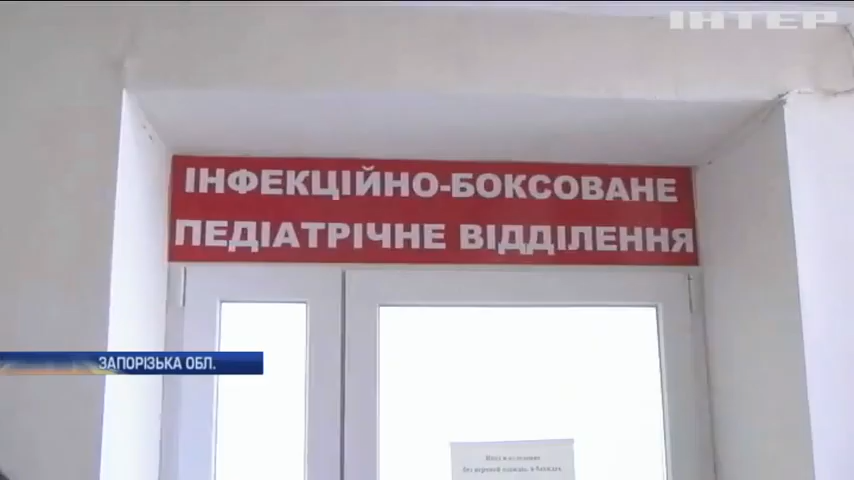 ІНТЕР
ІНФЕКЦІЙНО-БОКСОВАНЕ
ПЕДІАТРІЧНЕ ВІДДІЛЕННЯ
ЗАПОРІЗЬКА ОБЛ.